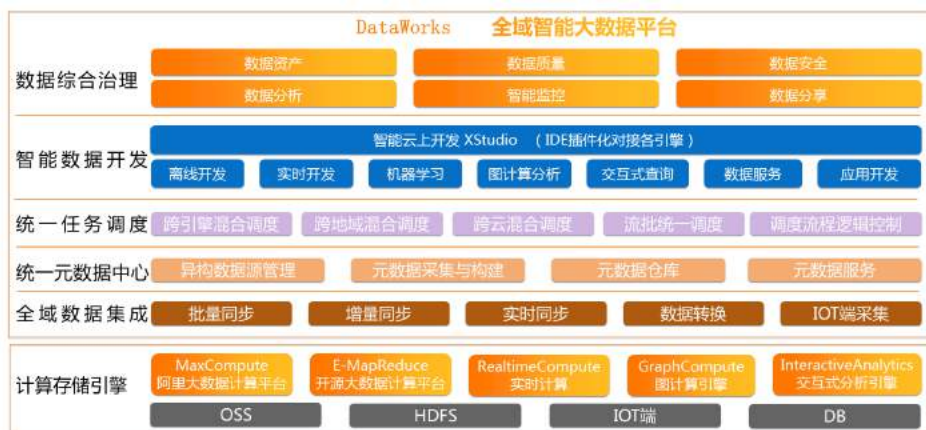 DataWorks 全域智能大数据平台
数据综合治理
数据资产 数据质量 数据安全
数据分析 智能监控 数据分享
智能数据开发
智能云上开发 XStudio （IDE插件化对接各引擎）
离线开发 实时开发 机器学习 图计算分析 交互式查询 数据服务 应用开发
统一任务调度 跨引擎混合调度 跨地域混合调度 跨云混合调度 流批统一调度 调度流程逻辑控制
统一元数据中心 异构数据源管理 元数据采集与构建 元数据仓库 元数据服务
全域数据集成 批量同步 增量同步 实时同步 数据转换 IOT端采集
计算存储引擎
MaxCompute E-MapReduce RealtimeCompute GraphCompute InteractiveAnalytics
阿里大数据计算平台 开源大数据计算平台 实时计算 图计算引擎 交互式分析引擎
OSS HDFS IOT端 DB